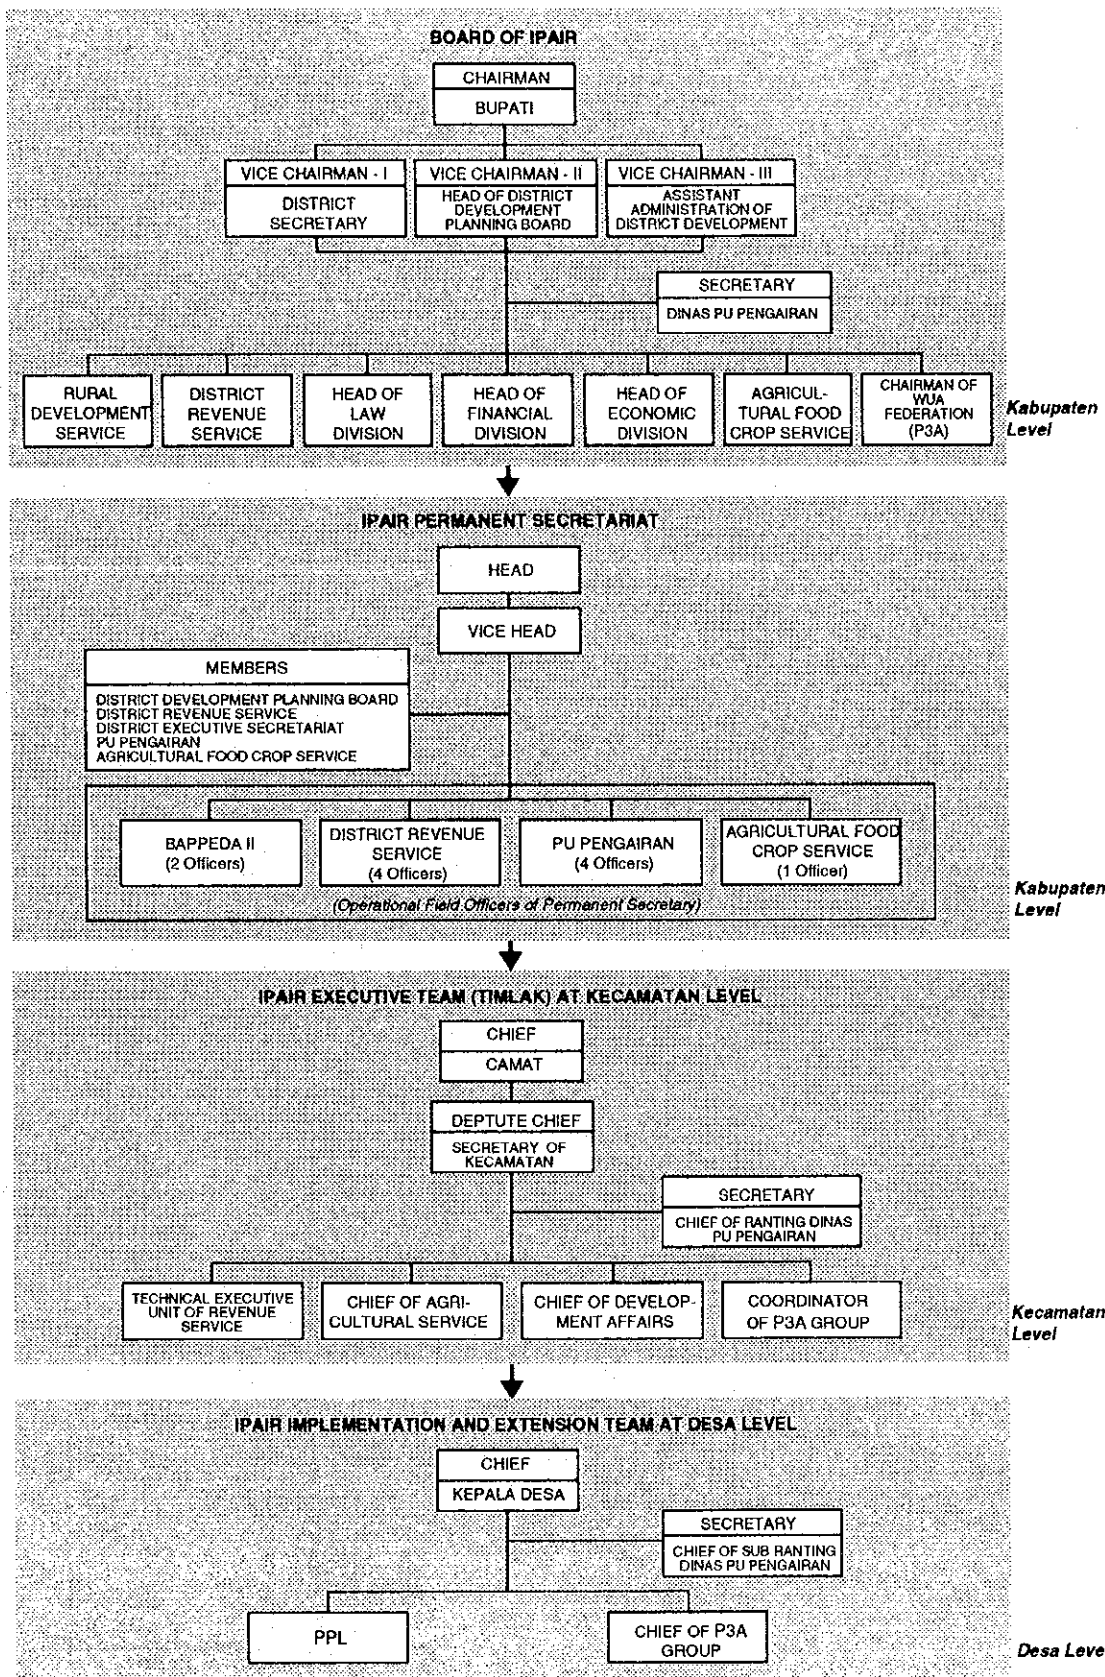 BOARD OF IPAIR
CHAIRMAN
BUPATI
VICE CHAIRMAN - I
DISTRICT
SECRETARY
VICE CHAIRMAN - II
HEAD OF DISTRICT
DEVELOPMENT
PLANNING BOARD
VICE CHAIRMAN - III
ASSISTANT
ADMINISTRATION OF
DISTRICT DEVELOPMENT
SECRETARY
DINAS PU PENGAIRAN
RURAL
DEVELOPMENT
SERVICE
DISTRICT
REVENUE
SERVICE
HEAD OF
LAW
DIVISION
HEAD OF
FINANCIAL
DIVISION
HEAD OF
ECONOMIC
DIVISION
AGRICUL-
TURAL FOOD
CROP SERVICE
CHAIRMAN OF
WUA
FEDERATION
(P3A)
Kabupaten
Level
IPAIR PERMANENT SECRETARIAT
HEAD
VICE HEAD
MEMBERS
DISTRICT DEVELOPMENT PLANNING BOARD
DISTRICT REVENUE SERVICE
DISTRICT EXECUTIVE SECRETARIAT
PU PENGAIRAN
AGRICULTURAL FOOD CROP SERVICE
BAPPEDA II
(2 Officers)
DISTRICT REVENUE
SERVICE
(4 Officers)
PU PENGAIRAN
(4 Officers)
AGRICULTURAL FOOD
CROP SERVICE
(1 Officer)
(Operational Field Officers of Permanent Secretary)
Kabupaten
Level
IPAIR EXECUTIVE TEAM (TIMLAK) AT KECAMATAN LEVEL
CHIEF
CAMAT
DEPTUTE CHIEF
SECRETARY OF
KECAMATAN
SECRETARY
CHIEF OF RANTING DINAS
PU PENGAIRAN
TECHNICAL EXECUTIVE
UNIT OF REVENUE
SERVICE
CHIEF OF AGRI-
CULTURAL SERVICE
CHIEF OF DEVELOP-
MENT AFFAIRS
COORDINATOR
OF P3A GROUP
Kecamatan
Level
IPAIR IMPLEMENTATION AND EXTENSION TEAM AT DESA LEVEL
CHIEF
KEPALA DESA
SECRETARY
CHIEF OF SUB RANTING
DINAS PU PENGAIRAN
PPL
CHIEF OF P3A
GROUP
Desa Leve